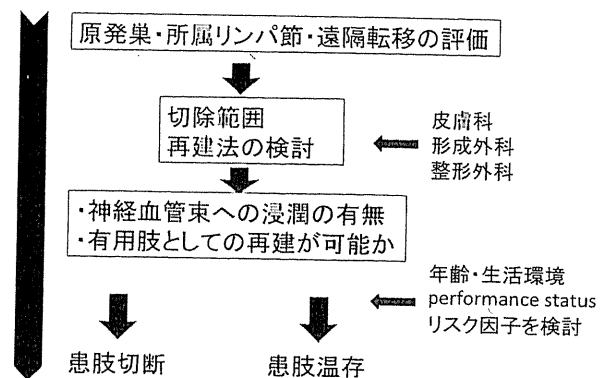 原発巣・所属リンパ節・遠隔転移の評価
切除範囲
再建法の検討
皮膚科
形成外科
整形外科
・神経血管束への浸潤の有無
・有用肢としての再建が可能か
年齢・生活環境
performance status
リスク因子を検討
患肢切断
患肢温存